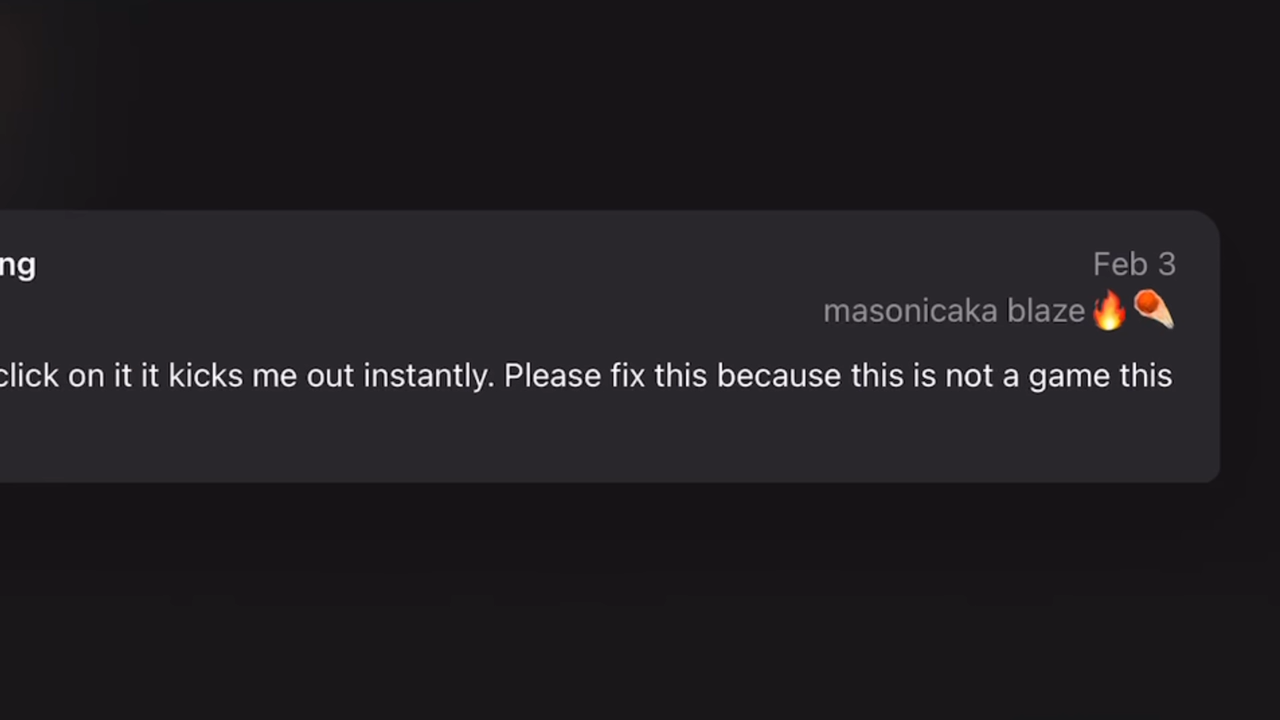 ng
Feb 3
masonicaka blaze🔥☄️
click on it it kicks me out instantly. Please fix this because this is not a game this